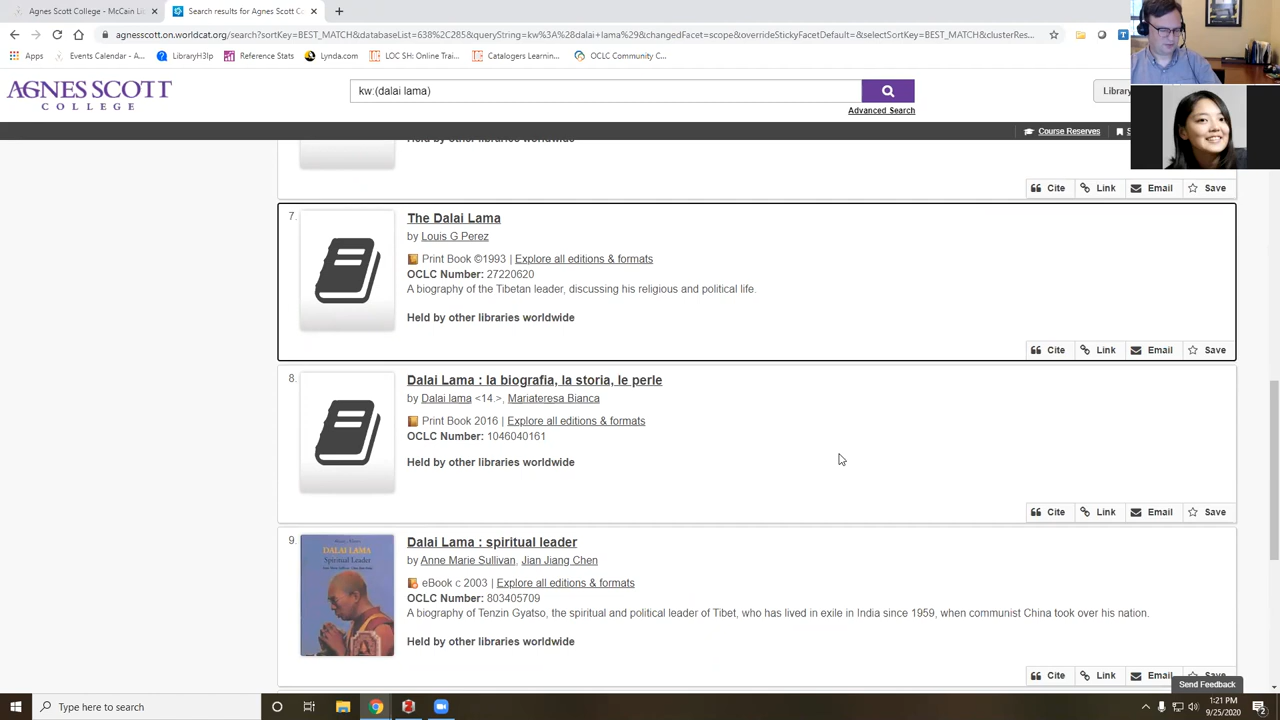 Agnes Scott College - McCain Lib
Search results for Agnes Scott Co
agnesscott.on.worldcat.org/search?sortKey=BEST_MATCH&databaseList=638%2C283&queryString=kw%3A%28dalai+lama%29&changedFacet=scope&overrideStickyFacetDefault=&selectSortKey=BEST_MATCH&clusterRes...
Apps
Events Calendar - A...
LibraryH3lp
Reference Stats
Lynda.com
LOC SH: Online Trai...
Catalogers Learning...
OCLC Community C...
AGNES SCOTT
COLLEGE
kw:(dalai lama)
Library
Advanced Search
Course Reserves
Held by other libraries worldwide
Cite Link Email Save
7. The Dalai Lama
by Louis G Perez
Print Book ©1993 | Explore all editions & formats
OCLC Number: 27220620
A biography of the Tibetan leader, discussing his religious and political life.
Held by other libraries worldwide
Cite Link Email Save
8. Dalai Lama : la biografia, la storia, le perle
by Dalai lama <14.>, Mariateresa Bianca
Print Book 2016 | Explore all editions & formats
OCLC Number: 1046040161
Held by other libraries worldwide
Cite Link Email Save
9. Dalai Lama : spiritual leader
DALAI LAMA
Spiritual Leader
by Anne Marie Sullivan, Jian Jiang Chen
eBook c 2003 | Explore all editions & formats
OCLC Number: 803405709
A biography of Tenzin Gyatso, the spiritual and political leader of Tibet, who has lived in exile in India since 1959, when communist China took over his nation.
Held by other libraries worldwide
Cite Link Email Save
Send Feedback
Type here to search
1:21 PM
9/25/2020